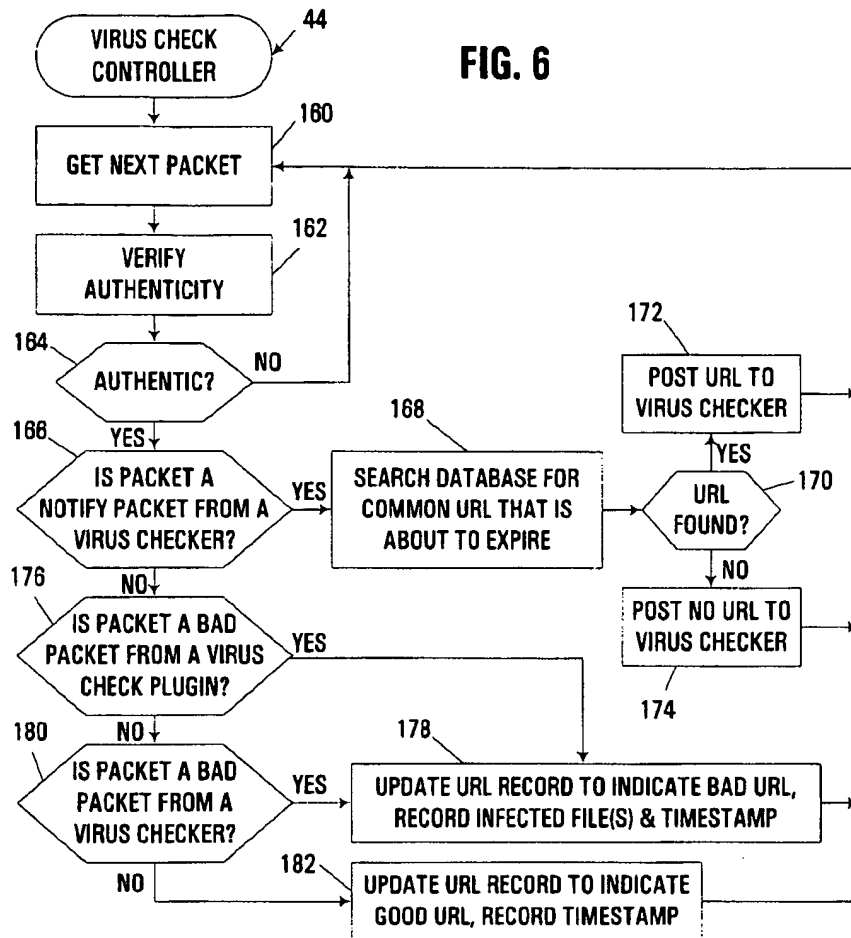 VIRUS CHECK
CONTROLLER
44
FIG. 6
160
GET NEXT PACKET
162
VERIFY
AUTHENTICITY
164
AUTHENTIC?
NO
YES
166
IS PACKET A
NOTIFY PACKET FROM A
VIRUS CHECKER?
YES
168
SEARCH DATABASE FOR
COMMON URL THAT IS
ABOUT TO EXPIRE
172
POST URL TO
VIRUS CHECKER
YES
170
URL
FOUND?
NO
POST NO URL TO
VIRUS CHECKER
174
NO
176
IS PACKET A BAD
PACKET FROM A VIRUS
CHECK PLUGIN?
YES
NO
180
IS PACKET A BAD
PACKET FROM A
VIRUS CHECKER?
YES
178
UPDATE URL RECORD TO INDICATE BAD URL,
RECORD INFECTED FILE(S) & TIMESTAMP
NO
182
UPDATE URL RECORD TO INDICATE
GOOD URL, RECORD TIMESTAMP